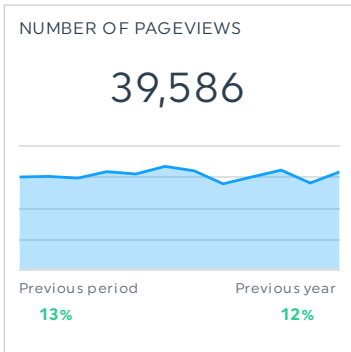 NUMBER OF PAGEVIEWS
39,586
Previous period Previous year
13% 12%